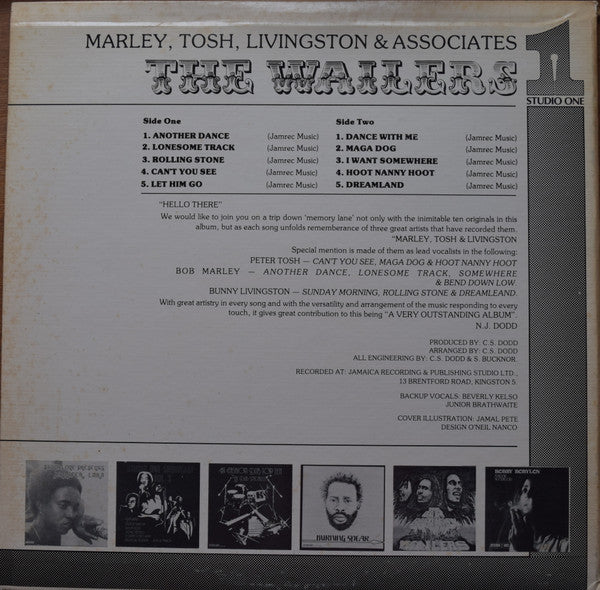 MARLEY, TOSH, LIVINGSTON & ASSOCIATES
THE WAILERS
1
STUDIO ONE
Side One
1. ANOTHER DANCE (Jamrec Music)
2. LONESOME TRACK (Jamrec Music)
3. ROLLING STONE (Jamrec Music)
4. CAN'T YOU SEE (Jamrec Music)
5. LET HIM GO (Jamrec Music)
Side Two
1. DANCE WITH ME (Jamrec Music)
2. MAGA DOG (Jamrec Music)
3. I WANT SOMEWHERE (Jamrec Music)
4. HOOT NANNY HOOT (Jamrec Music)
5. DREAMLAND (Jamrec Music)
"HELLO THERE"
We would like to join you on a trip down 'memory lane' not only with the inimitable ten originals in this
album, but as each song unfolds rememberance of three great artists that have recorded them.
"MARLEY, TOSH & LIVINGSTON
Special mention is made of them as lead vocalists in the following:
PETER TOSH — CAN'T YOU SEE, MAGA DOG & HOOT NANNY HOOT
BOB MARLEY — ANOTHER DANCE, LONESOME TRACK, SOMEWHERE
& BEND DOWN LOW.
BUNNY LIVINGSTON — SUNDAY MORNING, ROLLING STONE & DREAMLEAND.
With great artistry in every song and with the versatility and arrangement of the music responding to every
touch, it gives great contribution to this being "A VERY OUTSTANDING ALBUM".
N.J. DODD
PRODUCED BY: C.S. DODD
ARRANGED BY: C.S. DODD
ALL ENGINEERING BY: C.S. DODD & S. BUCKNOR.
RECORDED AT: JAMAICA RECORDING & PUBLISHING STUDIO LTD.;
13 BRENTFORD ROAD, KINGSTON 5.
BACKUP VOCALS: BEVERLY KELSO
JUNIOR BRATHWAITE
COVER ILLUSTRATION: JAMAL PETE
DESIGN O'NEIL NANCO
BURNING SPEAR